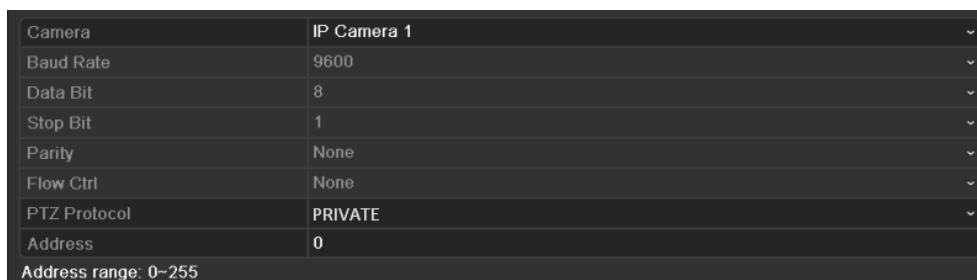 Camera IP Camera 1
Baud Rate 9600
Data Bit 8
Stop Bit 1
Parity None
Flow Ctrl None
PTZ Protocol PRIVATE
Address 0
Address range: 0~255